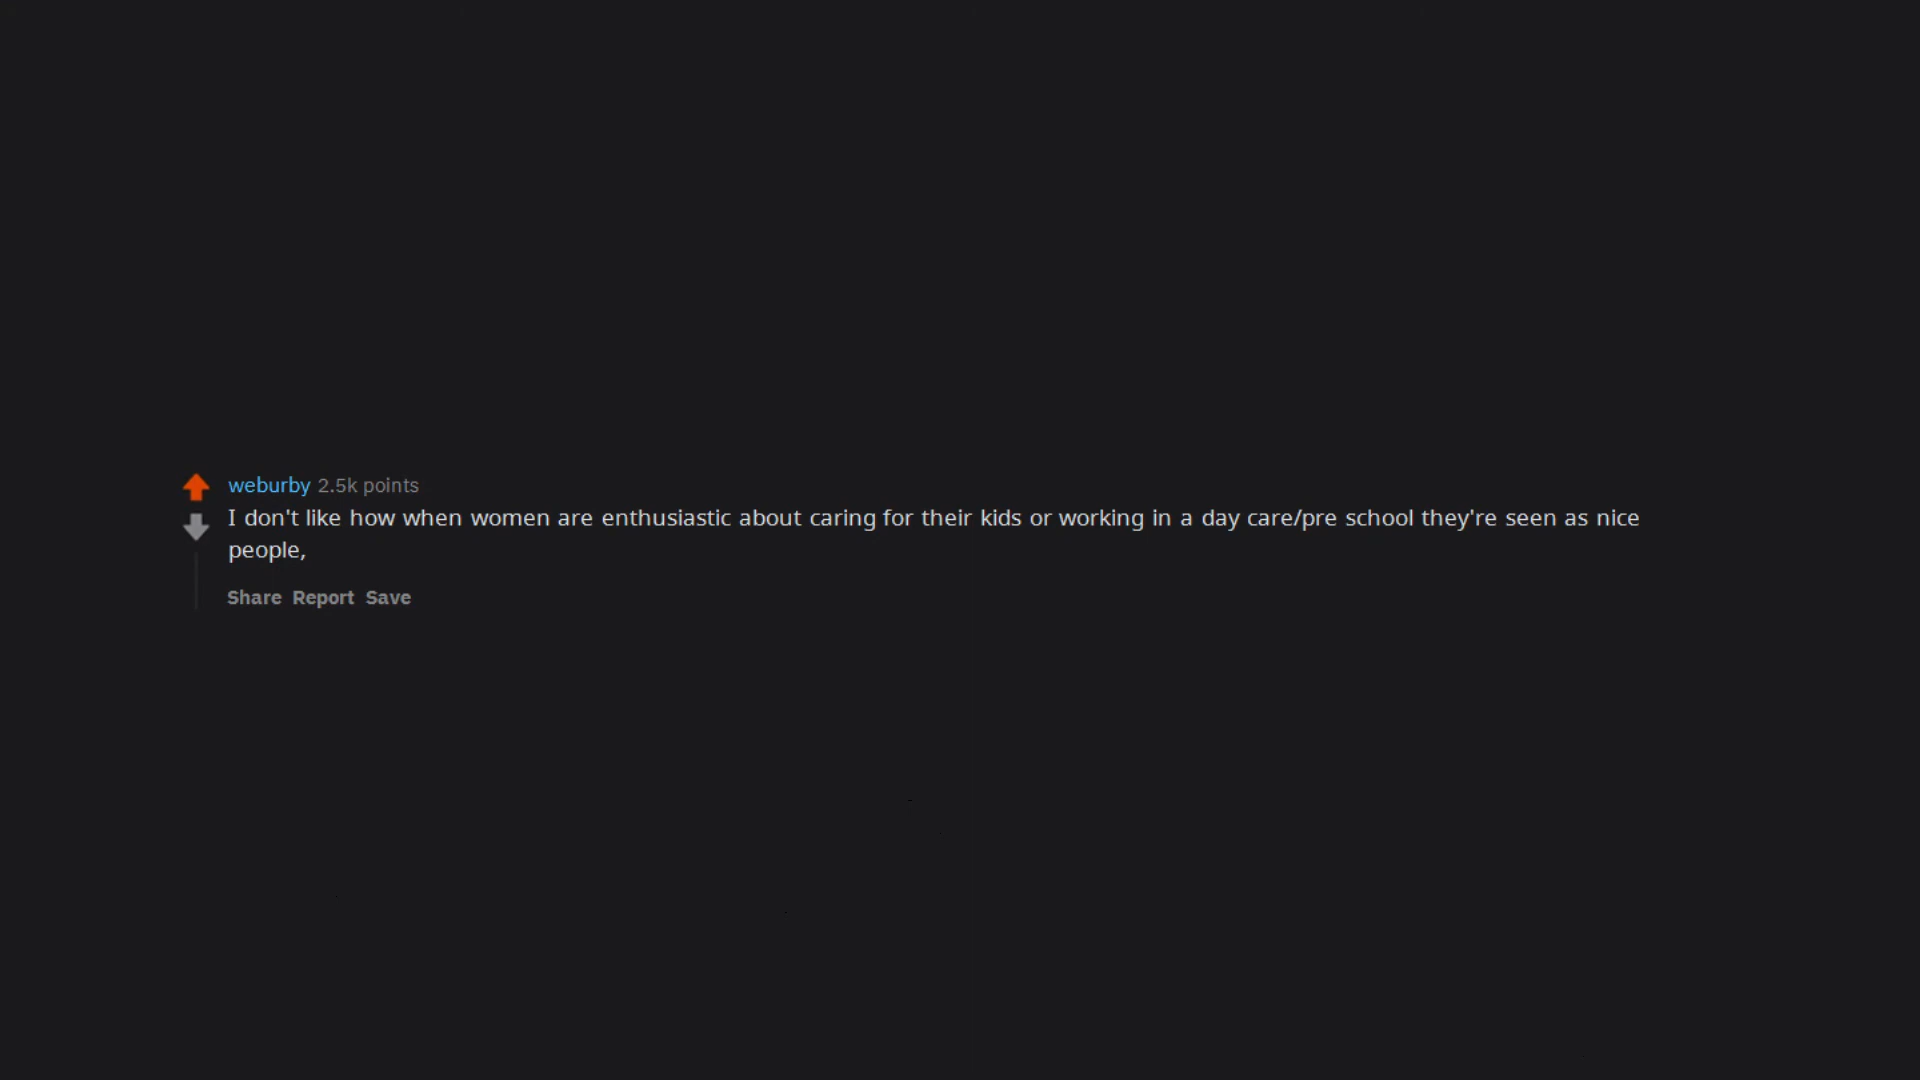 weburby 2.5k points
I don't like how when women are enthusiastic about caring for their kids or working in a day care/pre school they're seen as nice
people,
Share Report Save